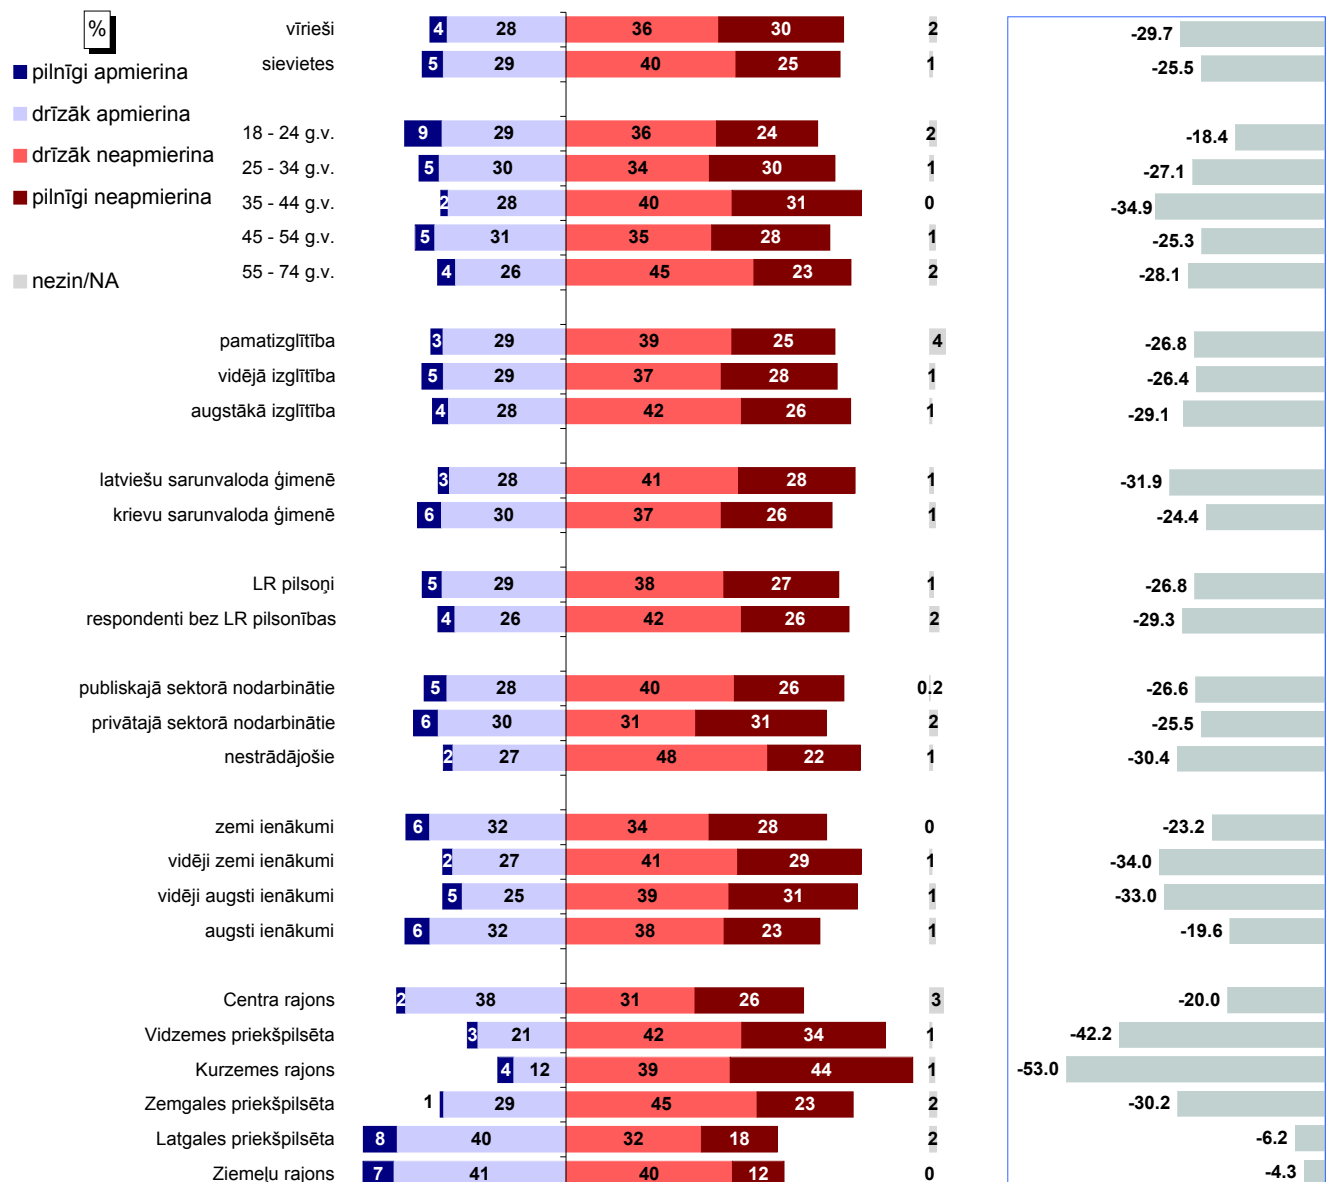 %
pilnīgi apmierina
drīzāk apmierina
drīzāk neapmierina
pilnīgi neapmierina
nezin/NA
vīrieši 4 28 36 30 2 -29.7
sievietes 5 29 40 25 1 -25.5
18 - 24 g.v. 9 29 36 24 2 -18.4
25 - 34 g.v. 5 30 34 30 1 -27.1
35 - 44 g.v. 2 28 40 31 0 -34.9
45 - 54 g.v. 5 31 35 28 1 -25.3
55 - 74 g.v. 4 26 45 23 2 -28.1
pamatizglītība 3 29 39 25 4 -26.8
vidējā izglītība 5 29 37 28 1 -26.4
augstākā izglītība 4 28 42 26 1 -29.1
latviešu sarunvaloda ģimenē 3 28 41 28 1 -31.9
krievu sarunvaloda ģimenē 6 30 37 26 1 -24.4
LR pilsoņi 5 29 38 27 1 -26.8
respondenti bez LR pilsonības 4 26 42 26 2 -29.3
publiskajā sektorā nodarbinātie 5 28 40 26 0.2 -26.6
privātajā sektorā nodarbinātie 6 30 31 31 2 -25.5
nestrādājošie 2 27 48 22 1 -30.4
zemi ienākumi 6 32 34 28 0 -23.2
vidēji zemi ienākumi 2 27 41 29 1 -34.0
vidēji augsti ienākumi 5 25 39 31 1 -33.0
augsti ienākumi 6 32 38 23 1 -19.6
Centra rajons 2 38 31 26 3 -20.0
Vidzemes priekšpilsēta 3 21 42 34 1 -42.2
Kurzemes rajons 4 12 39 44 1 -53.0
Zemgales priekšpilsēta 1 29 45 23 2 -30.2
Latgales priekšpilsēta 8 40 32 18 2 -6.2
Ziemeļu rajons 7 41 40 12 0 -4.3